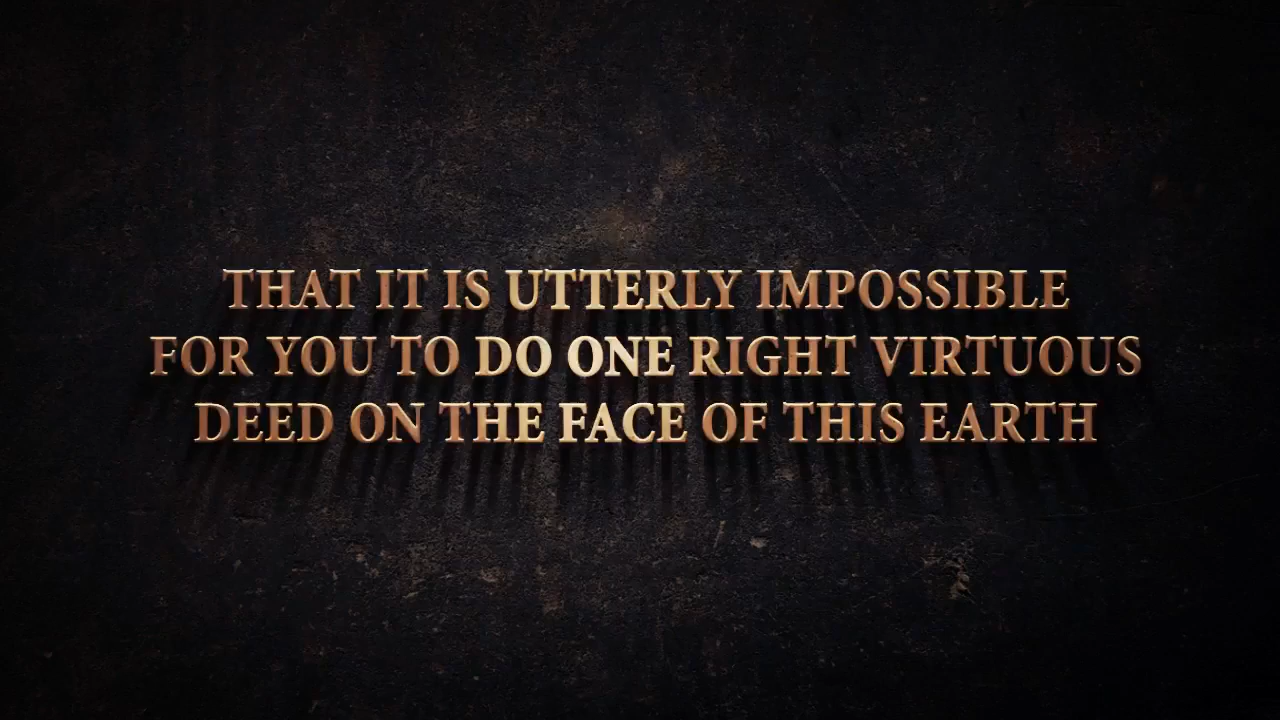 THAT IT IS UTTERLY IMPOSSIBLE
FOR YOU TO DO ONE RIGHT VIRTUOUS
DEED ON THE FACE OF THIS EARTH